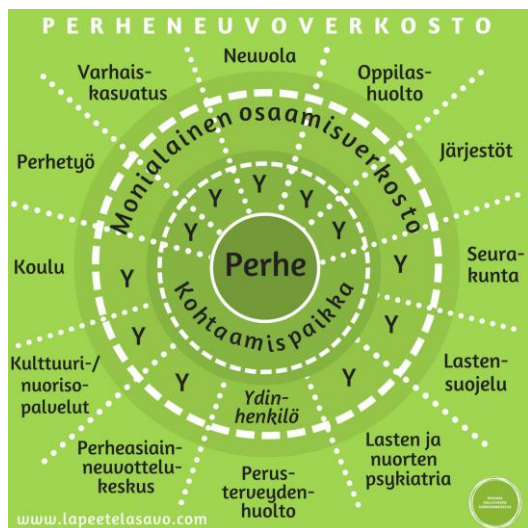 PERHENEUVOVERKOSTO
Neuvola
Oppilas-
huolto
Järjestöt
Seura-
kunta
Lasten-
suojelu
Lasten ja
nuorten
psykiatria
Perus-
terveyden-
huolto
Perheasiain-
neuvottelu-
keskus
Kulttuuri-/
nuoriso-
palvelut
Koulu
Perhetyö
Varhais-
kasvatus
Monialainen osaamisverkosto
Y
Y
Y
Y
Y
Y
Y
Y
Y
Y
Y
Ydin-
henkilö
Perhe
Kohtaamispaikka
www.lapeetelasavo.com